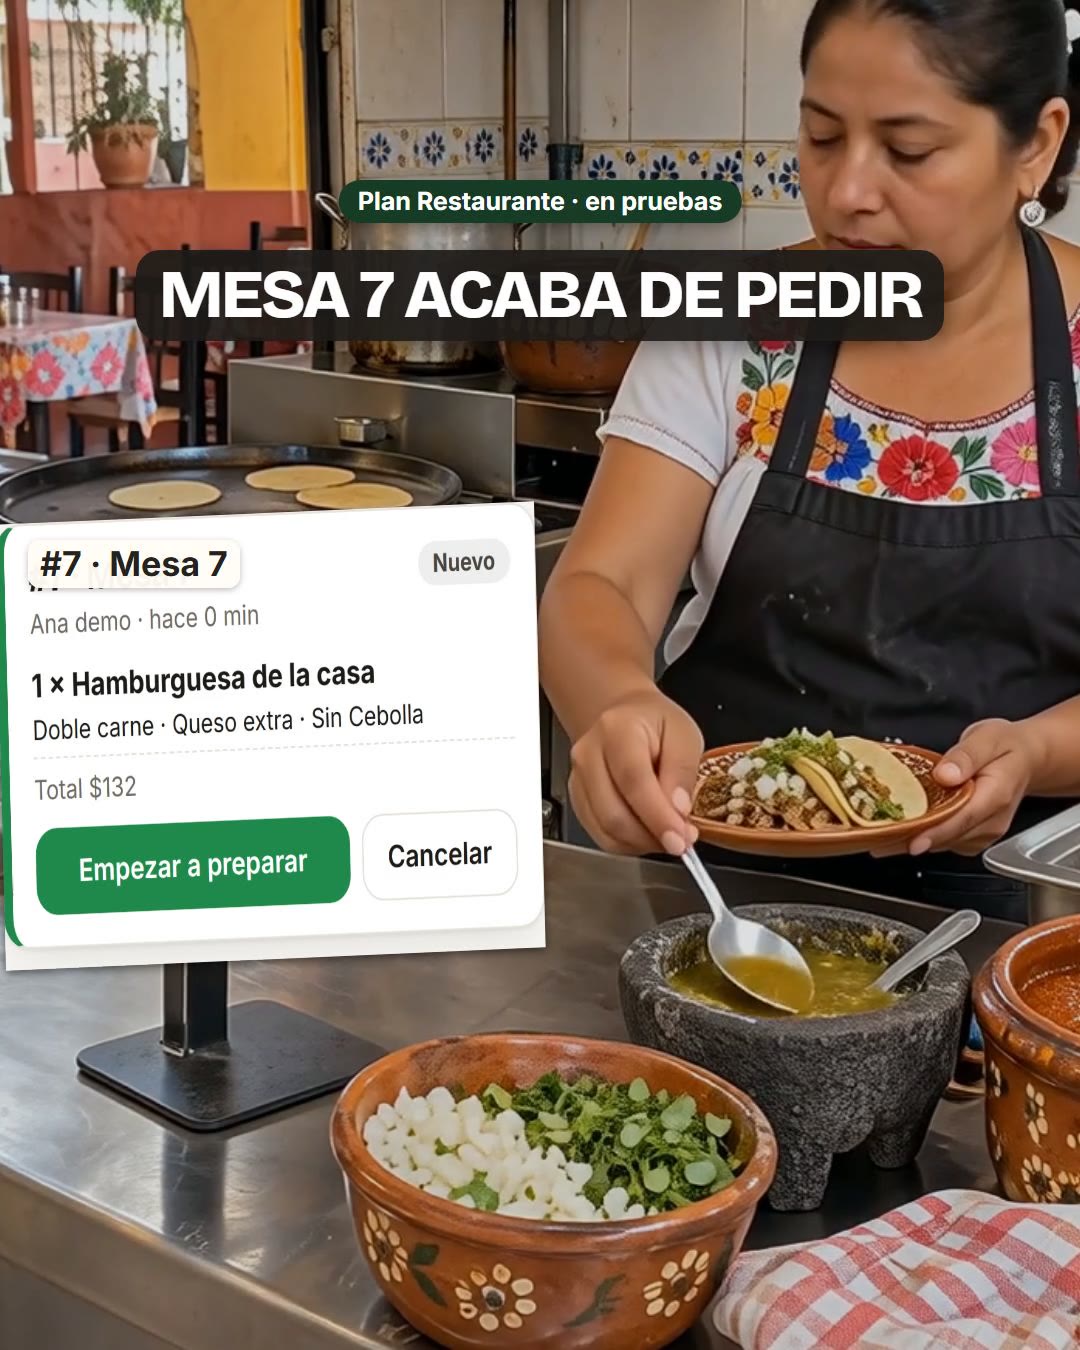 Plan Restaurante · en pruebas
MESA 7 ACABA DE PEDIR
#7 · Mesa 7
Nuevo
Ana demo · hace 0 min
1 × Hamburguesa de la casa
Doble carne · Queso extra · Sin Cebolla
Total $132
Empezar a preparar
Cancelar